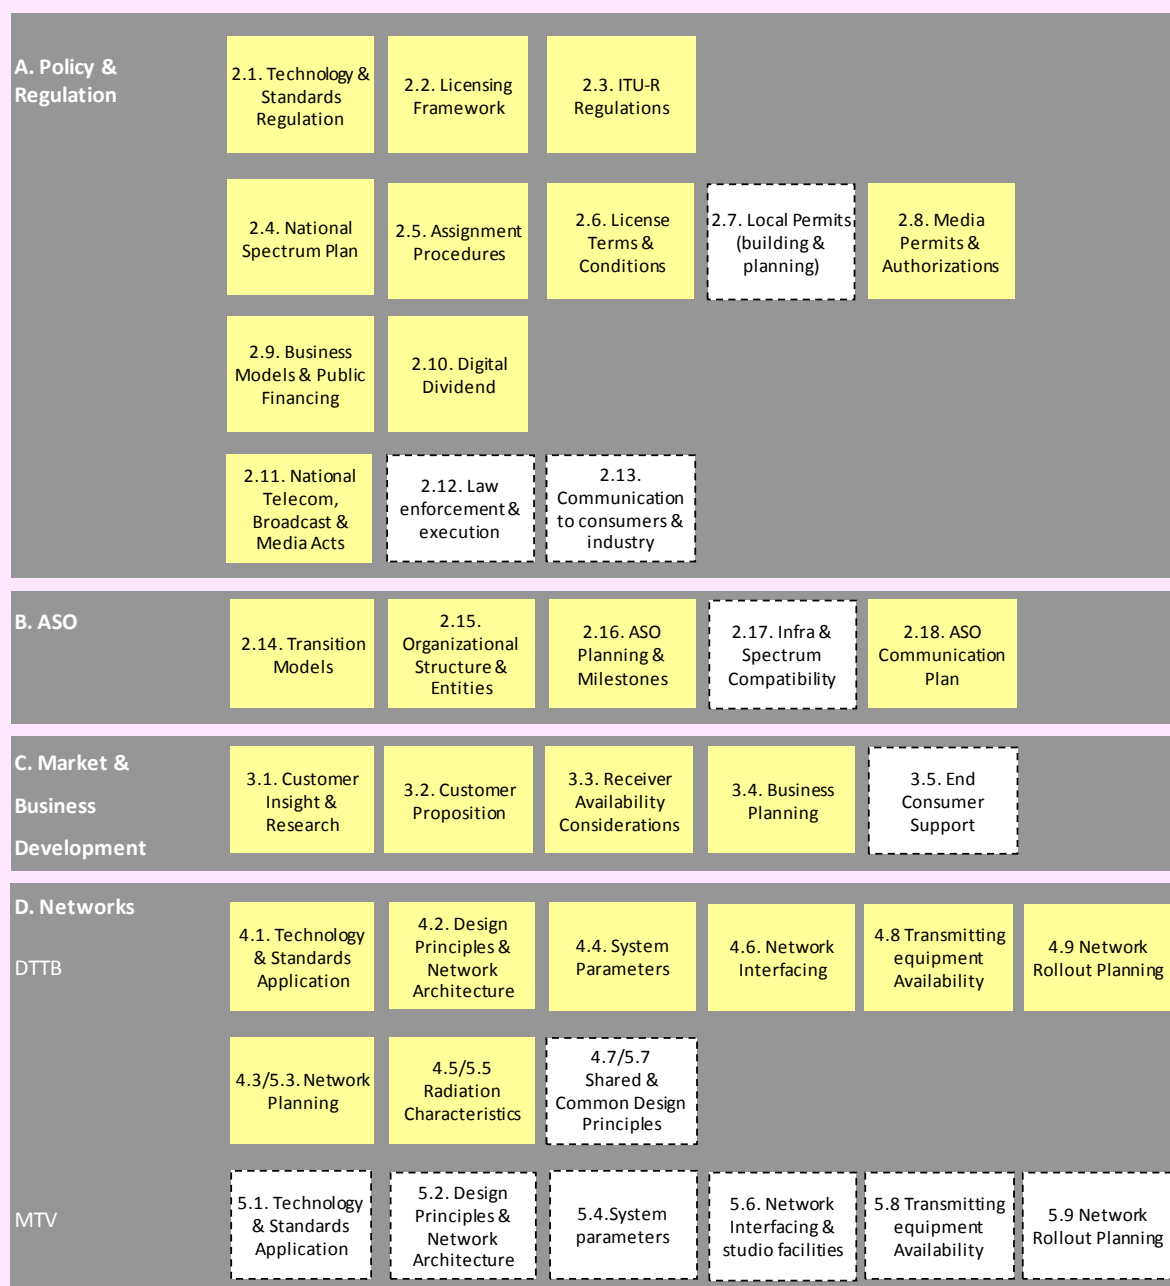 A. Policy &
Regulation
2.1. Technology &
Standards
Regulation
2.2. Licensing
Framework
2.3. ITU-R
Regulations
2.4. National
Spectrum Plan
2.5. Assignment
Procedures
2.6. License
Terms &
Conditions
2.7. Local Permits
(building &
planning)
2.8. Media
Permits &
Authorizations
2.9. Business
Models & Public
Financing
2.10. Digital
Dividend
2.11. National
Telecom,
Broadcast &
Media Acts
2.12. Law
enforcement &
execution
2.13.
Communication
to consumers &
industry
B. ASO
2.14. Transition
Models
2.15.
Organizational
Structure &
Entities
2.16. ASO
Planning &
Milestones
2.17. Infra &
Spectrum
Compatibility
2.18. ASO
Communication
Plan
C. Market &
Business
Development
3.1. Customer
Insight &
Research
3.2. Customer
Proposition
3.3. Receiver
Availability
Considerations
3.4. Business
Planning
3.5. End
Consumer
Support
D. Networks
DTTB
4.1. Technology
& Standards
Application
4.2. Design
Principles &
Network
Architecture
4.4. System
Parameters
4.6. Network
Interfacing
4.8 Transmitting
equipment
Availability
4.9 Network
Rollout Planning
4.3/5.3. Network
Planning
4.5/5.5
Radiation
Characteristics
4.7/5.7
Shared &
Common Design
Principles
MTV
5.1. Technology
& Standards
Application
5.2. Design
Principles &
Network
Architecture
5.4.System
parameters
5.6. Network
Interfacing &
studio facilities
5.8 Transmitting
equipment
Availability
5.9 Network
Rollout Planning